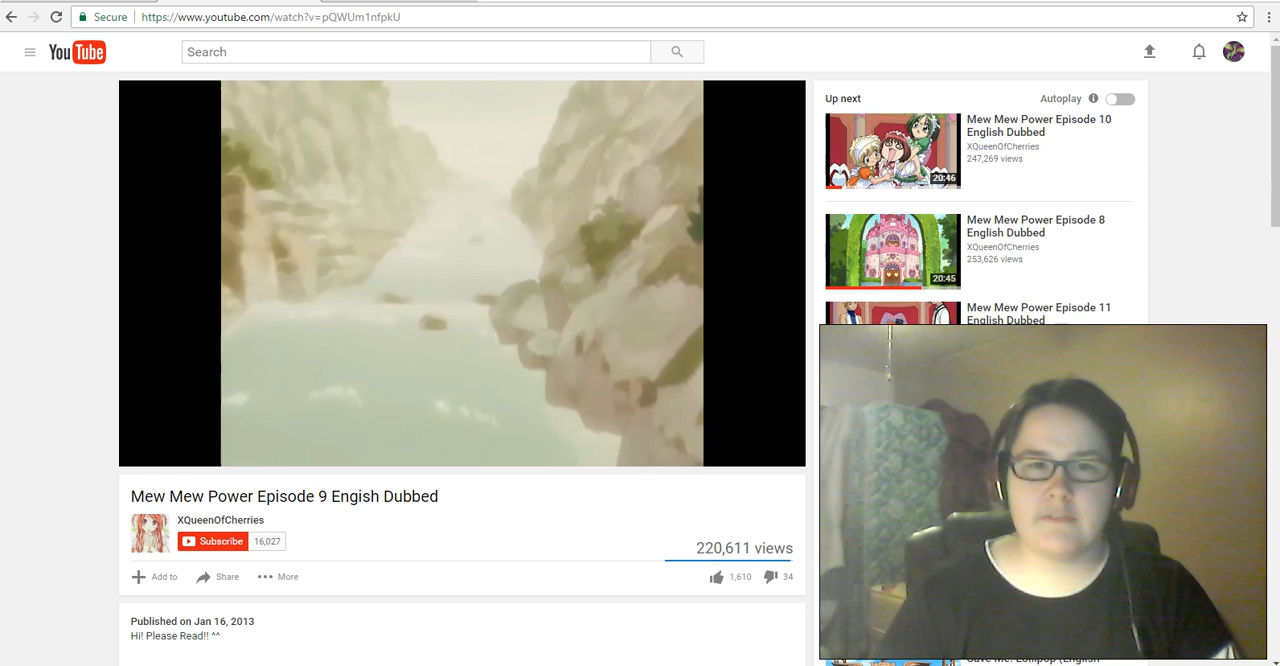 Secure https://www.youtube.com/watch?v=pQWUm1nfpkU
YouTube
Search
Up next
Autoplay
Mew Mew Power Episode 10
English Dubbed
XQueenOfCherries
247,269 views
20:46
Mew Mew Power Episode 8
English Dubbed
XQueenOfCherries
253,626 views
20:45
Mew Mew Power Episode 11
English Dubbed
Mew Mew Power Episode 9 Engish Dubbed
XQueenOfCherries
Subscribe 16,027
220,611 views
Add to Share More
1,610 34
Published on Jan 16, 2013
Hi! Please Read!! ^^
Save Me! Lollipop (English